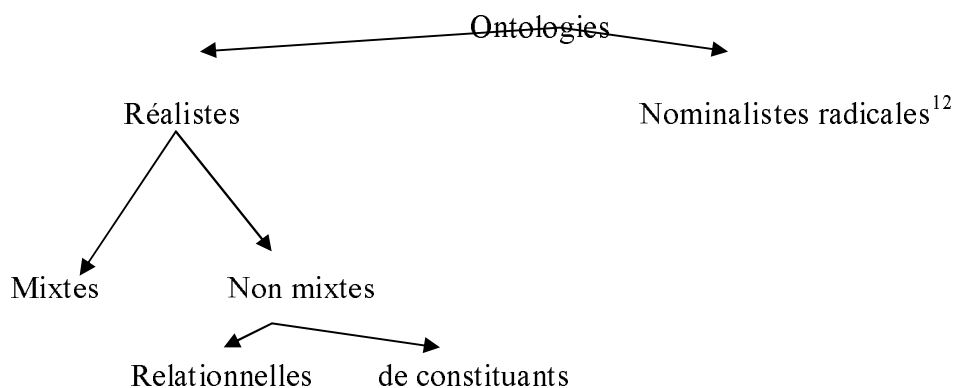 Ontologies
Réalistes Nominalistes radicales12
Mixtes Non mixtes
Relationnelles de constituants